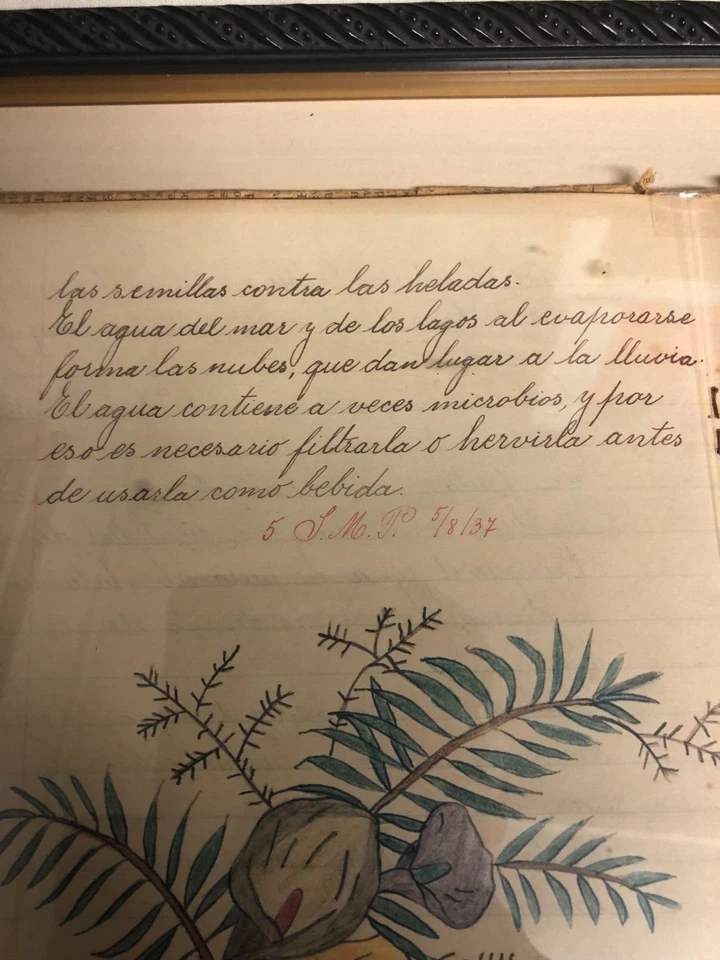 las semillas contra las heladas.
El agua del mar y de los lagos al evaporarse
forma las nubes, que dan lugar a la lluvia.
El agua contiene a veces microbios, y por
eso es necesario filtrarla o hervirla antes
de usarla como bebida.
5 S.M.P. 5/8/37